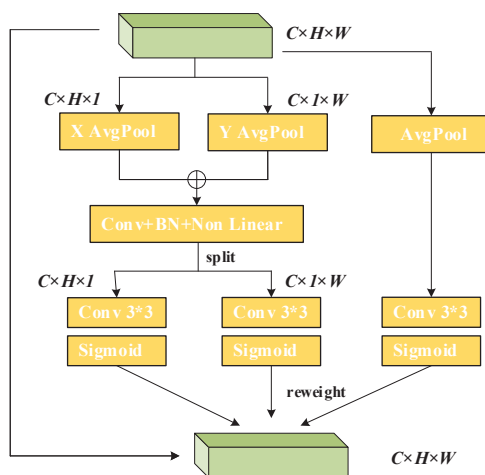 C×H×W
C×H×1
C×1×W
X AvgPool
Y AvgPool
AvgPool
Conv+BN+Non Linear
split
C×H×1
C×1×W
Conv 3*3
Conv 3*3
Conv 3*3
Sigmoid
Sigmoid
Sigmoid
reweight
C×H×W